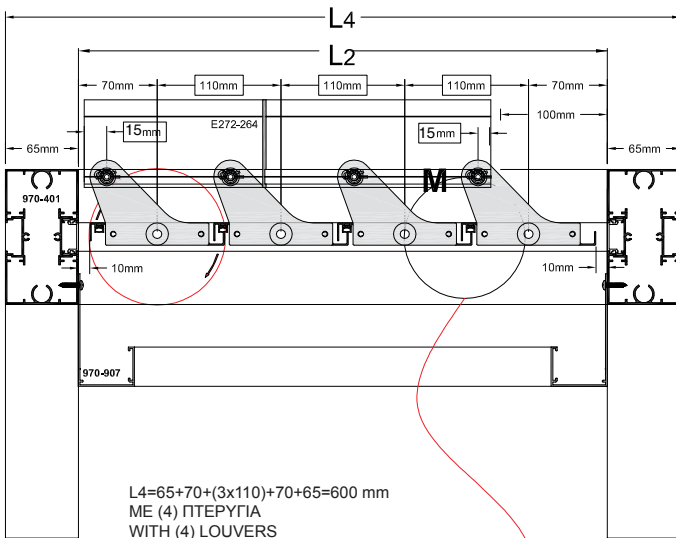 L4
L2
70mm
110mm
110mm
110mm
70mm
100mm
E272-264
15mm
15mm
65mm
65mm
M
970-401
10mm
10mm
970-907
L4=65+70+(3x110)+70+65=600 mm
ΜΕ (4) ΠΤΕΡΥΓΙΑ
WITH (4) LOUVERS